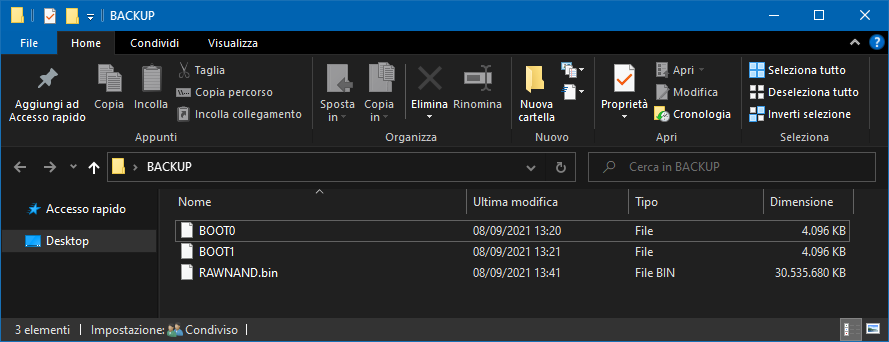 BACKUP
File Home Condividi Visualizza
Aggiungi ad Accesso rapido
Copia
Incolla
Taglia
Copia percorso
Incolla collegamento
Appunti
Sposta in
Copia in
Elimina
Rinomina
Organizza
Nuova cartella
Nuovo
Proprietà
Apri
Modifica
Cronologia
Apri
Seleziona tutto
Deseleziona tutto
Inverti selezione
Seleziona
BACKUP
Cerca in BACKUP
Accesso rapido
Desktop
Nome Ultima modifica Tipo Dimensione
BOOT0 08/09/2021 13:20 File 4.096 KB
BOOT1 08/09/2021 13:21 File 4.096 KB
RAWNAND.bin 08/09/2021 13:41 File BIN 30.535.680 KB
3 elementi Impostazione: Condiviso